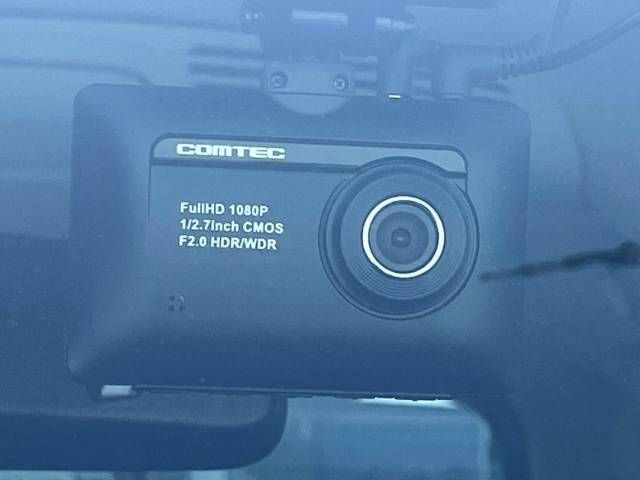 COMTEC
FullHD 1080P
1/2.7inch CMOS
F2.0 HDR/WDR